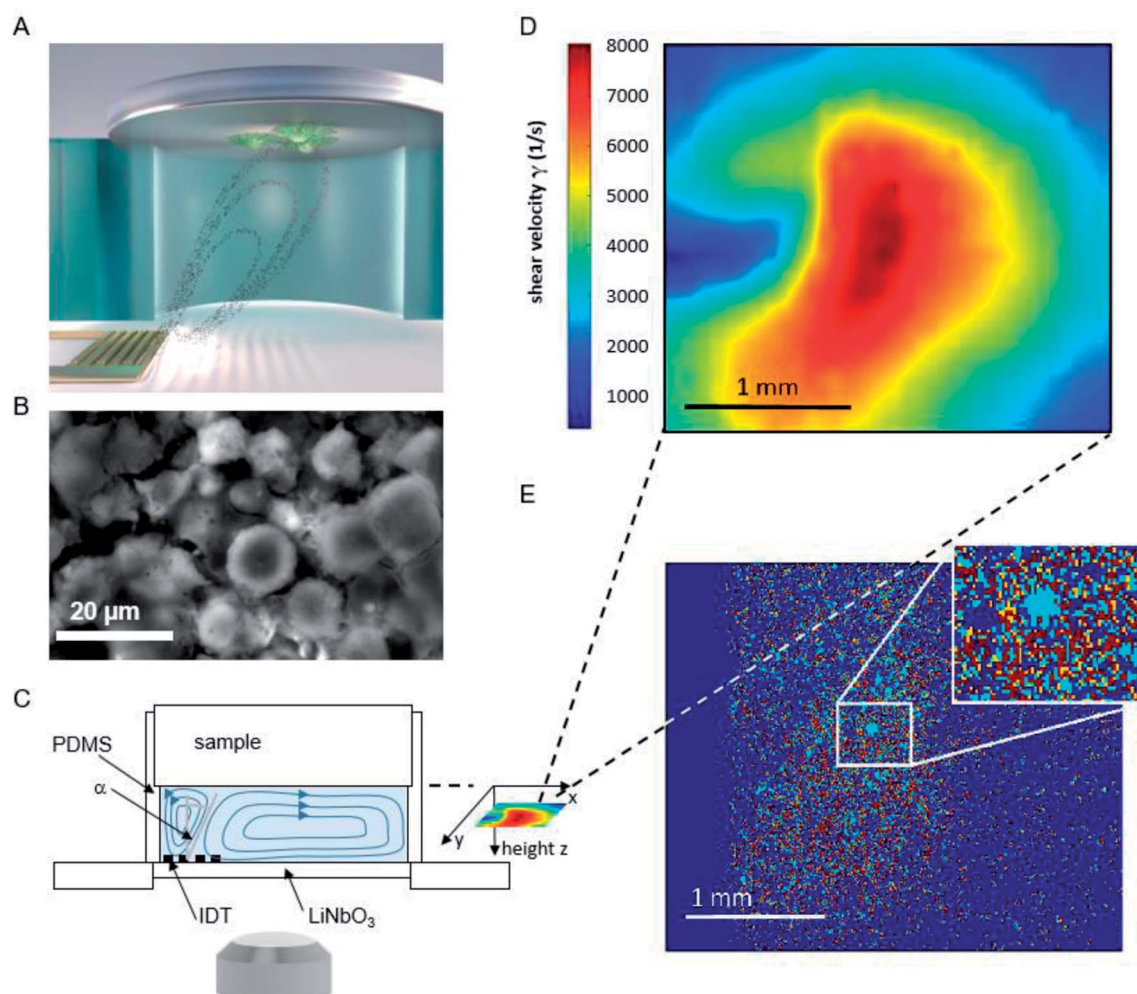 A
B
20 µm
C
PDMS
α
sample
IDT
LiNbO3
x
y
height z
D
shear velocity γ (1/s)
8000
7000
6000
5000
4000
3000
2000
1000
1 mm
E
1 mm